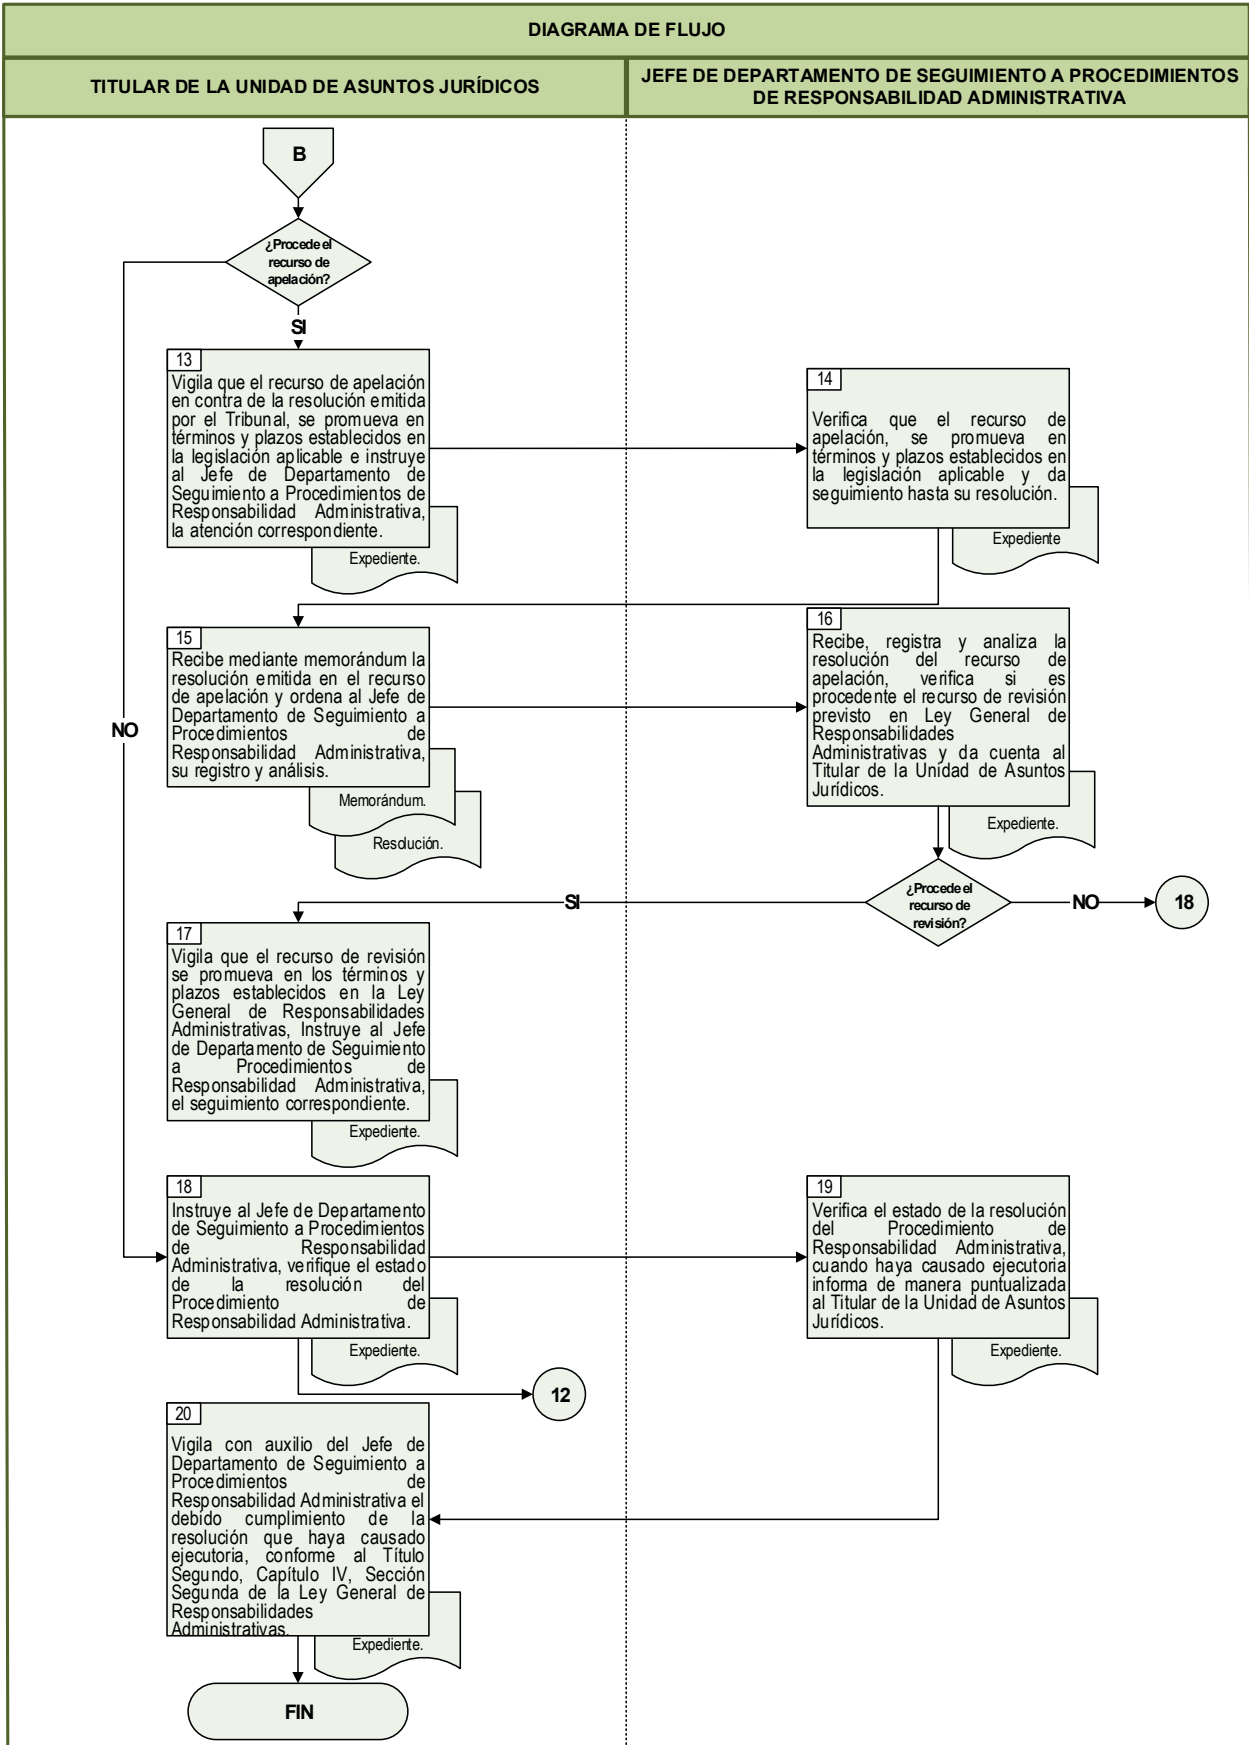 DIAGRAMA DE FLUJO
TITULAR DE LA UNIDAD DE ASUNTOS JURÍDICOS
JEFE DE DEPARTAMENTO DE SEGUIMIENTO A PROCEDIMIENTOS
DE RESPONSABILIDAD ADMINISTRATIVA
B
¿Procede el
recurso de
apelación?
SI
NO
13
Vigila que el recurso de apelación
en contra de la resolución emitida
por el Tribunal, se promueva en
términos y plazos establecidos en
la legislación aplicable e instruye
al Jefe de Departamento de
Seguimiento a Procedimientos de
Responsabilidad Administrativa,
la atención correspondiente.
Expediente.
14
Verifica que el recurso de
apelación, se promueva en
términos y plazos establecidos en
la legislación aplicable y da
seguimiento hasta su resolución.
Expediente
15
Recibe mediante memorándum la
resolución emitida en el recurso
de apelación y ordena al Jefe de
Departamento de Seguimiento a
Procedimientos de
Responsabilidad Administrativa,
su registro y análisis.
Memorándum.
Resolución.
16
Recibe, registra y analiza la
resolución del recurso de
apelación, verifica si es
procedente el recurso de revisión
previsto en Ley General de
Responsabilidades
Administrativas y da cuenta al
Titular de la Unidad de Asuntos
Jurídicos.
Expediente.
¿Procede el
recurso de
revisión?
SI
NO
18
17
Vigila que el recurso de revisión
se promueva en los términos y
plazos establecidos en la Ley
General de Responsabilidades
Administrativas, Instruye al Jefe
de Departamento de Seguimiento
a Procedimientos de
Responsabilidad Administrativa,
el seguimiento correspondiente.
Expediente.
18
Instruye al Jefe de Departamento
de Seguimiento a Procedimientos
de Responsabilidad
Administrativa, verifique el estado
de la resolución del
Procedimiento de
Responsabilidad Administrativa.
Expediente.
12
19
Verifica el estado de la resolución
del Procedimiento de
Responsabilidad Administrativa,
cuando haya causado ejecutoria
informa de manera puntualizada
al Titular de la Unidad de Asuntos
Jurídicos.
Expediente.
20
Vigila con auxilio del Jefe de
Departamento de Seguimiento a
Procedimientos de
Responsabilidad Administrativa el
debido cumplimiento de la
resolución que haya causado
ejecutoria, conforme al Título
Segundo, Capítulo IV, Sección
Segunda de la Ley General de
Responsabilidades
Administrativas.
Expediente.
FIN